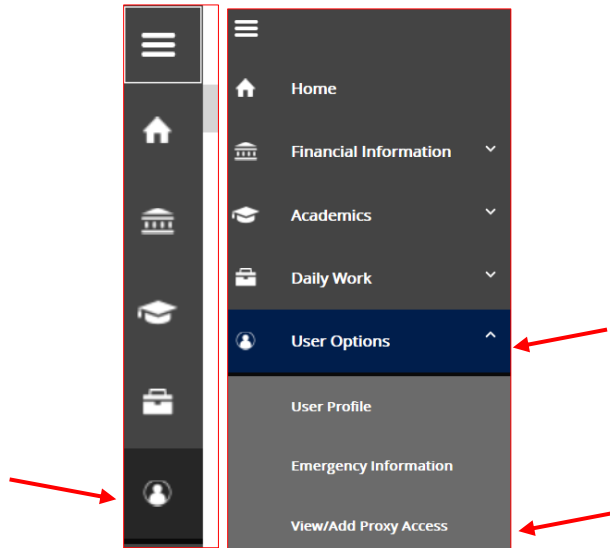 Home
Financial Information
Academics
Daily Work
User Options
User Profile
Emergency Information
View/Add Proxy Access